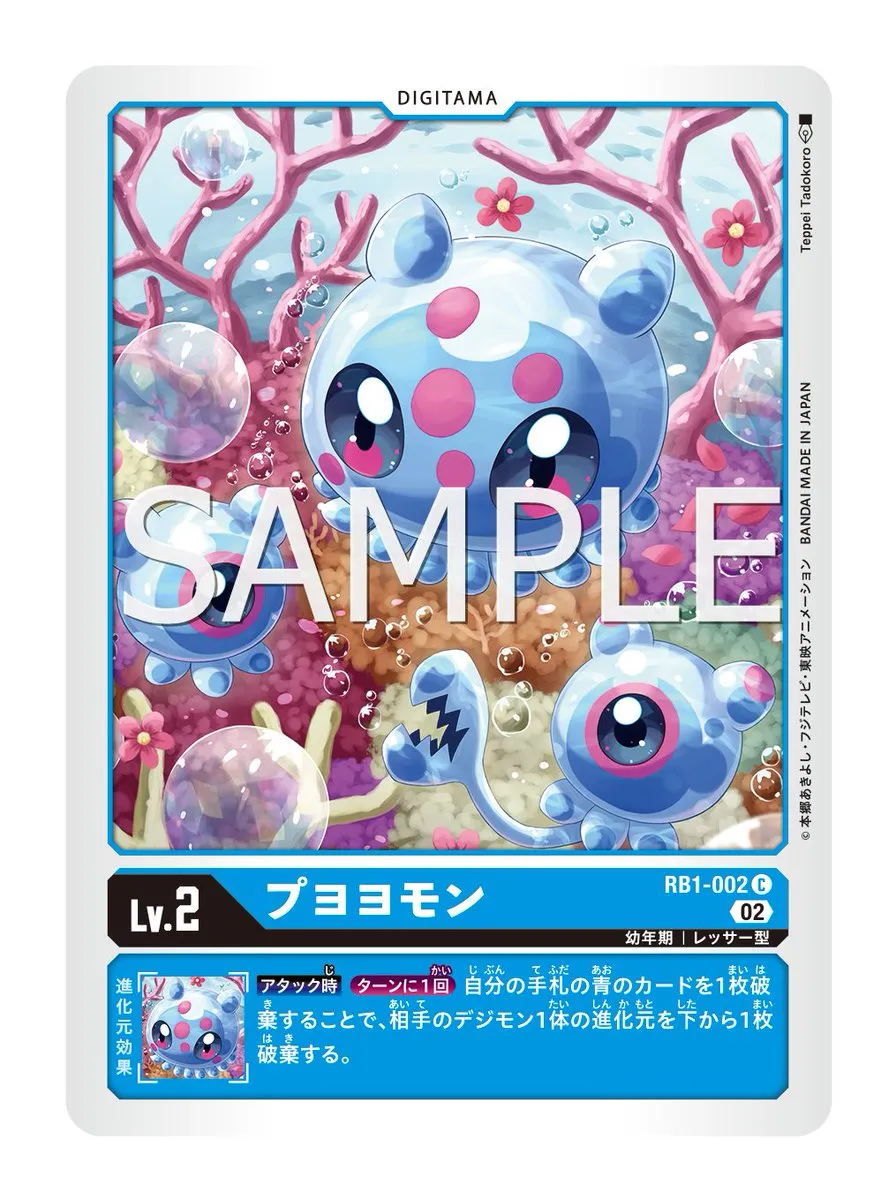 DIGITAMA
Teppei Tadokoro
SAMPLE
BANDAI MADE IN JAPAN
© 本郷あきよし・フジテレビ・東映アニメーション
Lv.2
プヨヨモン
RB1-002 C
02
幼年期 | レッサー型
進化元効果
アタック時 ターンに1回 自分の手札の青のカードを1枚破
棄することで、相手のデジモン1体の進化元を下から1枚
破棄する。